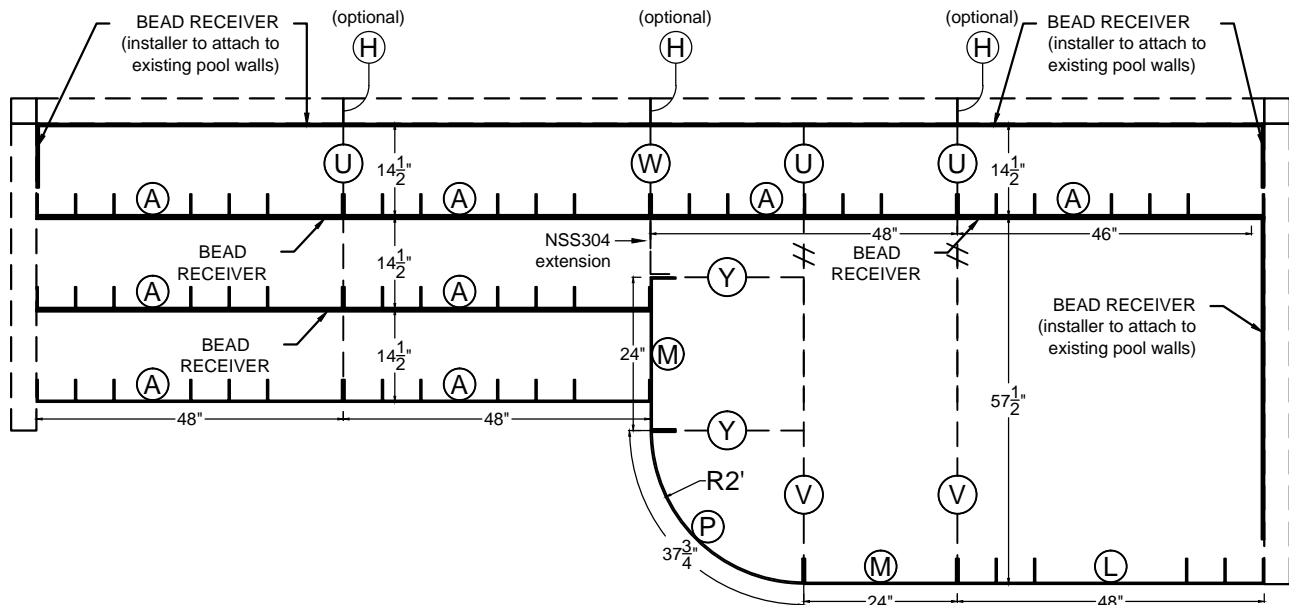 BEAD RECEIVER
(installer to attach to
existing pool walls)
(optional)
H
(optional)
H
(optional)
H
BEAD RECEIVER
(installer to attach to
existing pool walls)
U
14 1/2"
W
U
U
14 1/2"
A
A
A
A
BEAD
RECEIVER
14 1/2"
NSS304
extension
48"
BEAD
RECEIVER
46"
A
A
Y
BEAD RECEIVER
(installer to attach to
existing pool walls)
BEAD
RECEIVER
14 1/2"
24"
M
A
A
57 1/2"
48"
48"
Y
R2'
V
V
P
37 3/4"
M
L
24"
48"